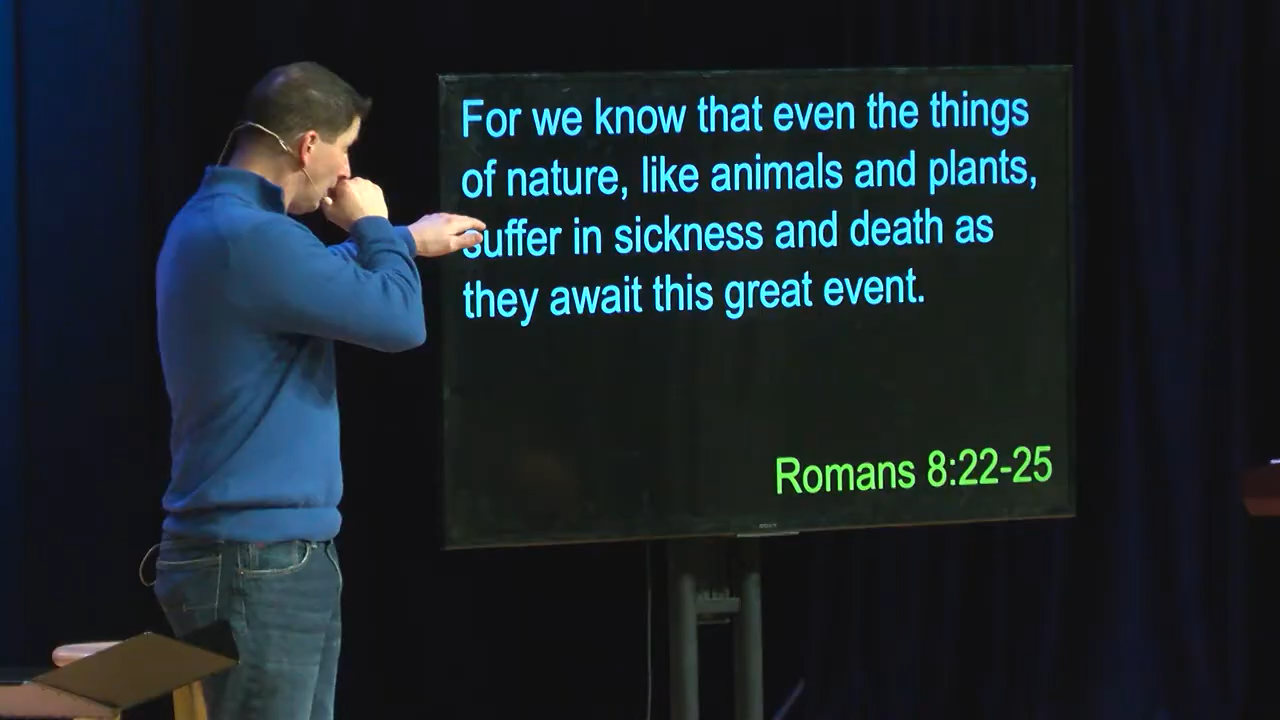 For we know that even the things
of nature, like animals and plants,
suffer in sickness and death as
they await this great event.
Romans 8:22-25